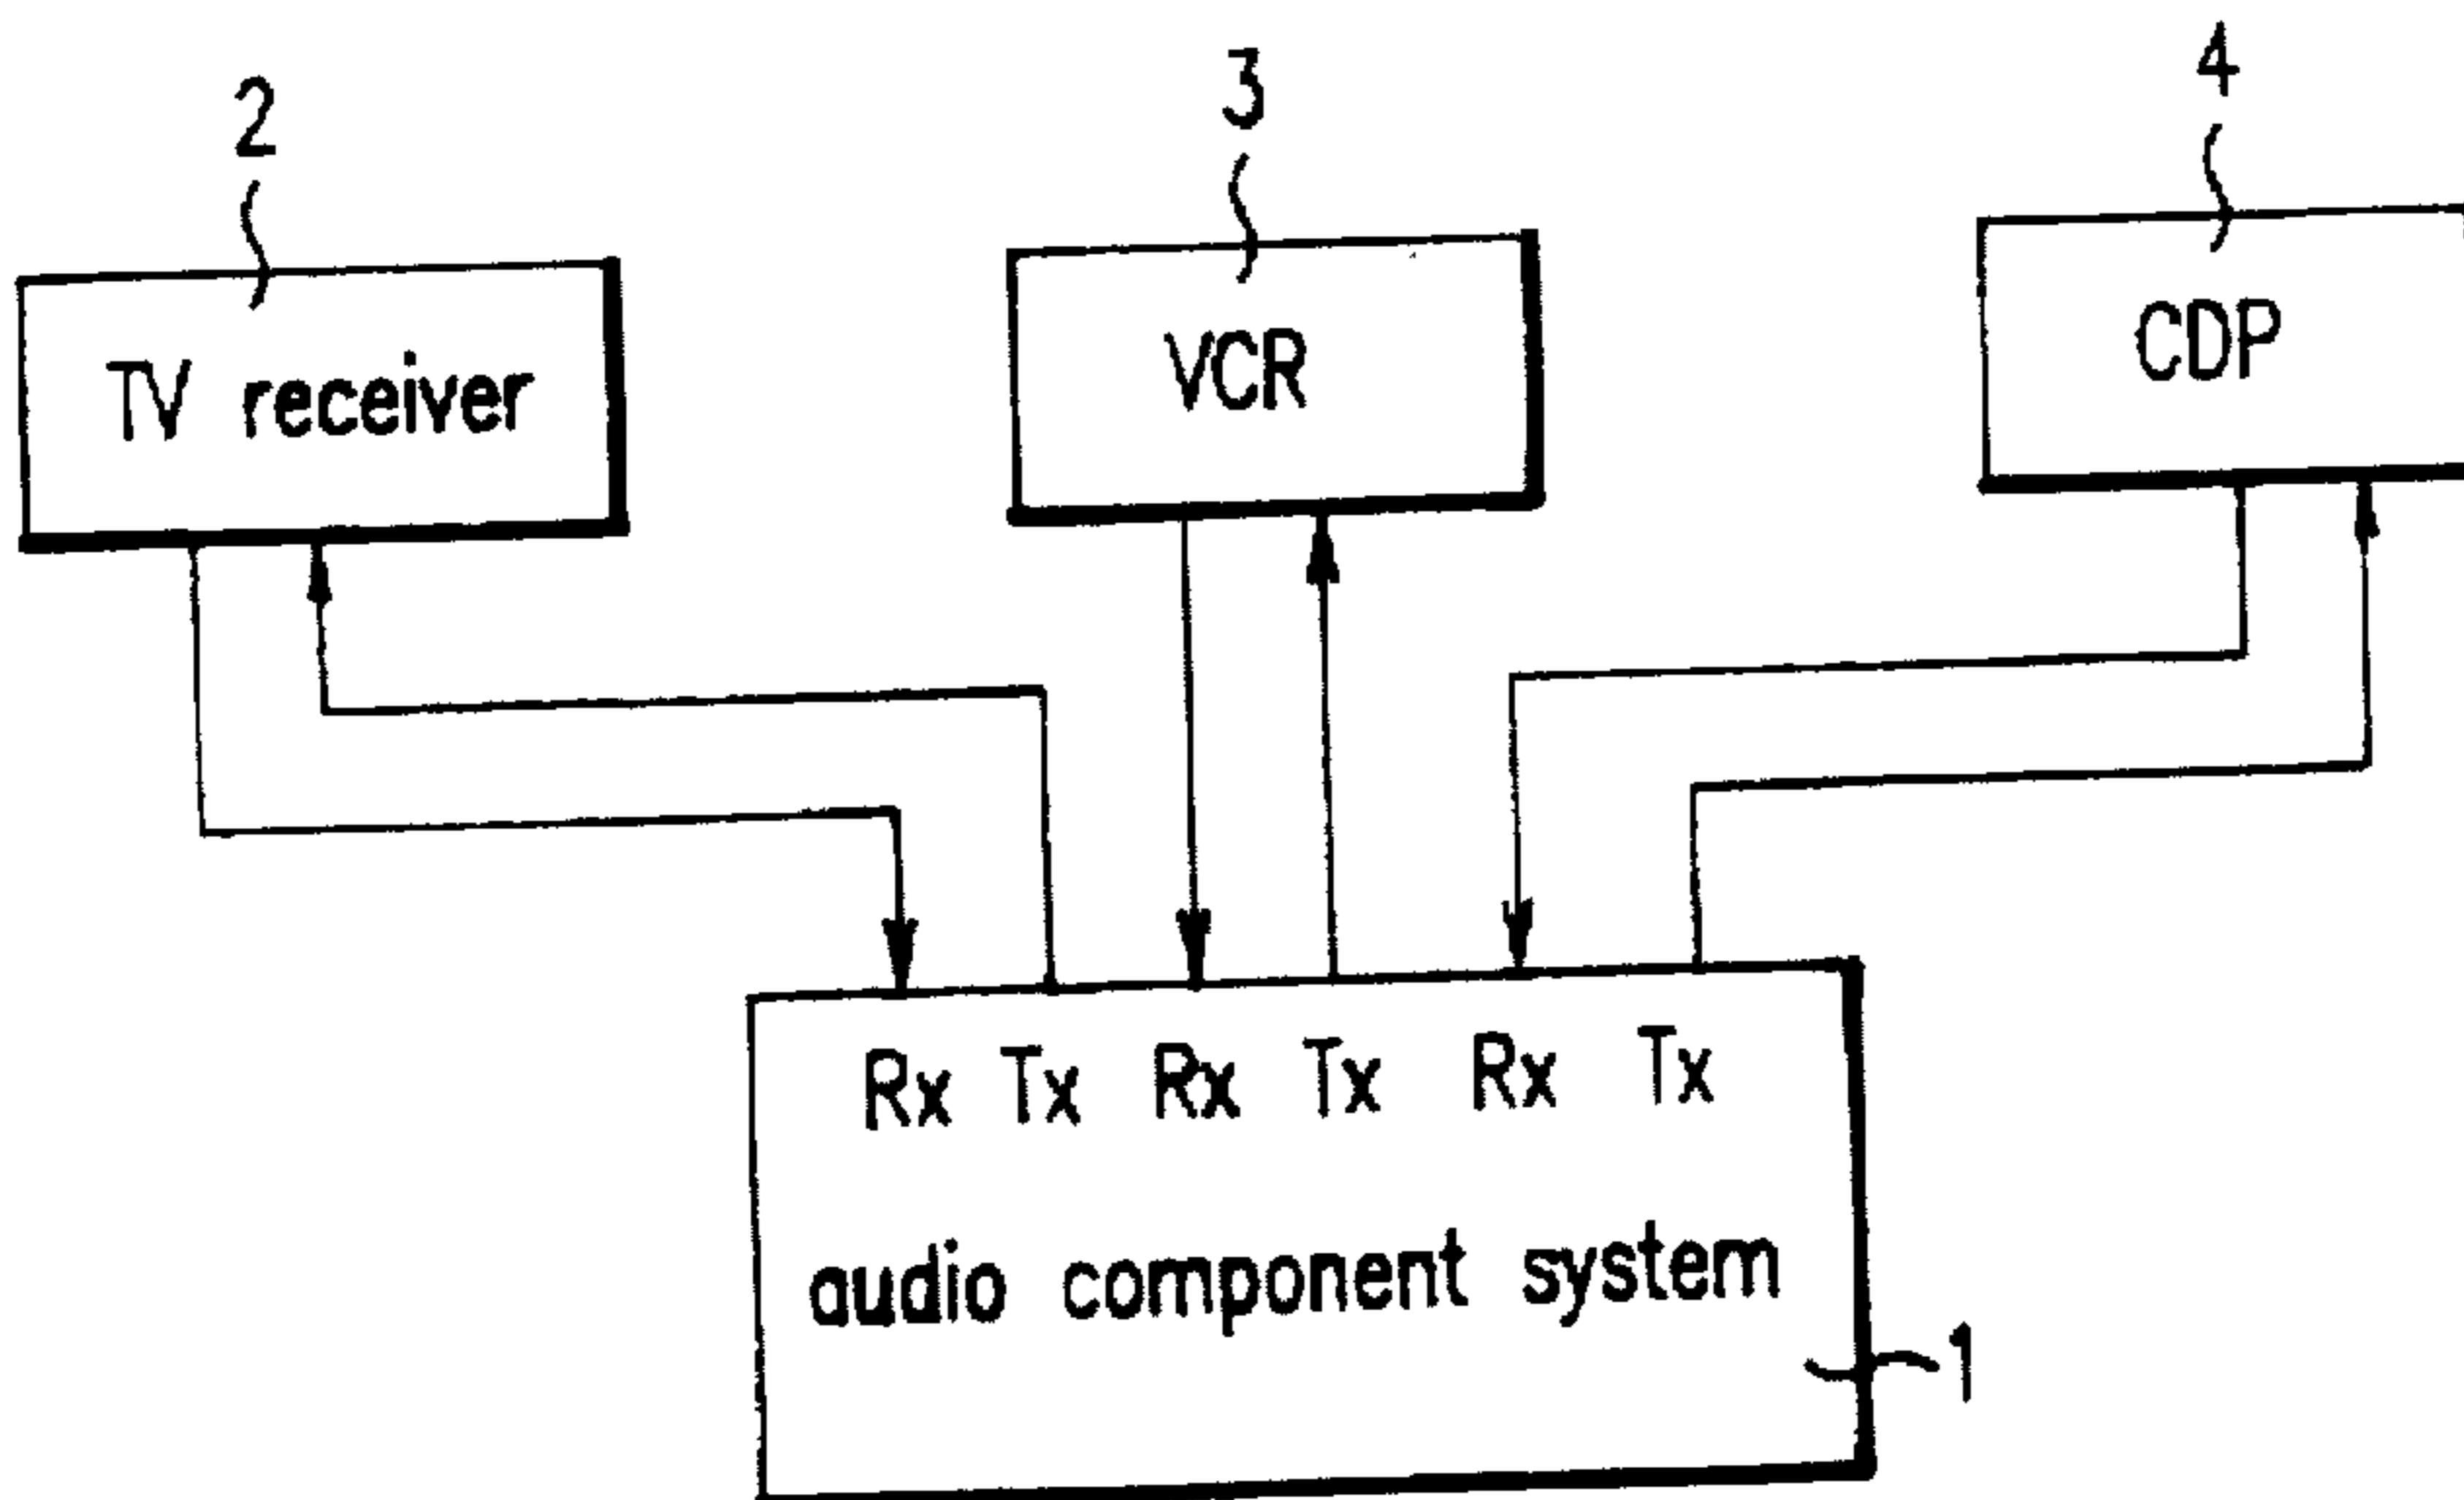 2
3
4
TV receiver
VCR
CDP
Rx Tx Rx Tx Rx Tx
audio component system
1